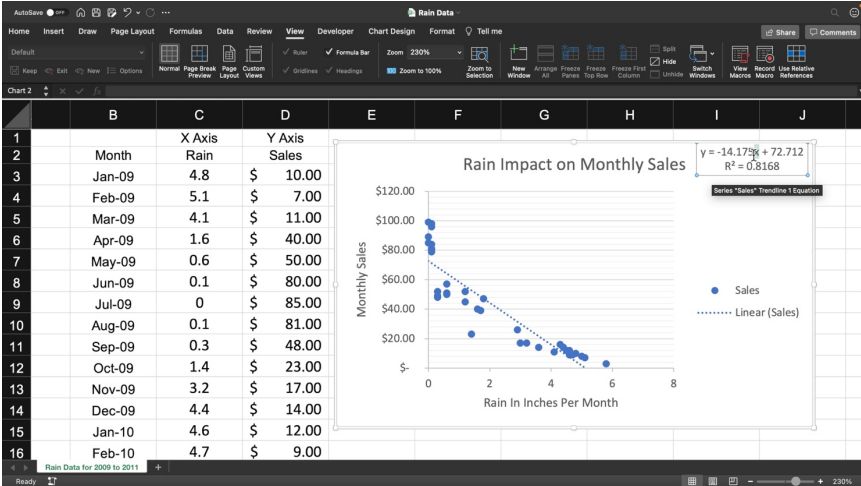 AutoSave OFF Rain Data
Home Insert Draw Page Layout Formulas Data Review View Developer Chart Design Format Tell me Share Comments
Default Ruler Formula Bar Zoom 230% Split
Hide
Keep Exit New Options Normal Page Break Preview Page Layout Custom Views Gridlines Headings 100 Zoom to 100% Zoom to Selection New Window Arrange All Freeze Panes Freeze Top Row Freeze First Column Unhide Switch Windows View Macros Record Macro Use Relative References
Chart 2 fx
B C D E F G H I J
1 X Axis Y Axis
2 Month Rain Sales
3 Jan-09 4.8 $ 10.00
4 Feb-09 5.1 $ 7.00
5 Mar-09 4.1 $ 11.00
6 Apr-09 1.6 $ 40.00
7 May-09 0.6 $ 50.00
8 Jun-09 0.1 $ 80.00
9 Jul-09 0 $ 85.00
10 Aug-09 0.1 $ 81.00
11 Sep-09 0.3 $ 48.00
12 Oct-09 1.4 $ 23.00
13 Nov-09 3.2 $ 17.00
14 Dec-09 4.4 $ 14.00
15 Jan-10 4.6 $ 12.00
16 Feb-10 4.7 $ 9.00
Rain Impact on Monthly Sales
y = -14.175x + 72.712
R² = 0.8168
Series "Sales" Trendline 1 Equation
Monthly Sales
$120.00
$100.00
$80.00
$60.00
$40.00
$20.00
$-
0 2 4 6 8
Rain In Inches Per Month
Sales
Linear (Sales)
Rain Data for 2009 to 2011 +
Ready 230%